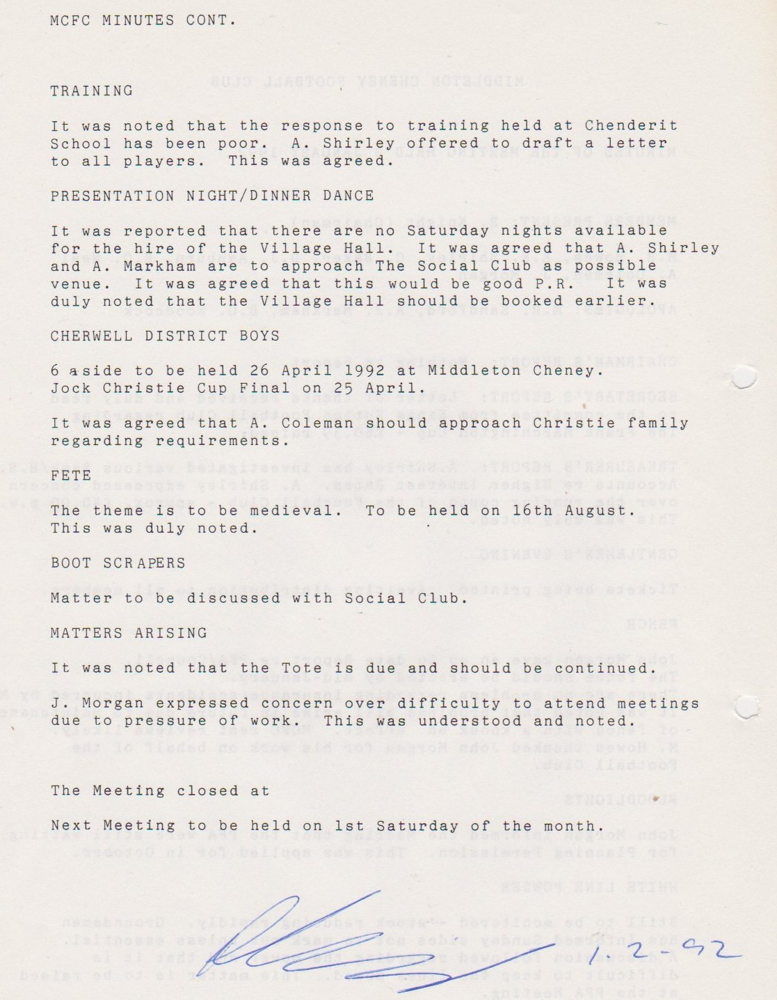 MCFC MINUTES CONT.
TRAINING
It was noted that the response to training held at Chenderit
School has been poor. A. Shirley offered to draft a letter
to all players. This was agreed.
PRESENTATION NIGHT/DINNER DANCE
It was reported that there are no Saturday nights available
for the hire of the Village Hall. It was agreed that A. Shirley
and A. Markham are to approach The Social Club as possible
venue. It was agreed that this would be good P.R. It was
duly noted that the Village Hall should be booked earlier.
CHERWELL DISTRICT BOYS
6 aside to be held 26 April 1992 at Middleton Cheney.
Jock Christie Cup Final on 25 April.
It was agreed that A. Coleman should approach Christie family
regarding requirements.
FETE
The theme is to be medieval. To be held on 16th August.
This was duly noted.
BOOT SCRAPERS
Matter to be discussed with Social Club.
MATTERS ARISING
It was noted that the Tote is due and should be continued.
J. Morgan expressed concern over difficulty to attend meetings
due to pressure of work. This was understood and noted.
The Meeting closed at
Next Meeting to be held on 1st Saturday of the month.
1.2-92